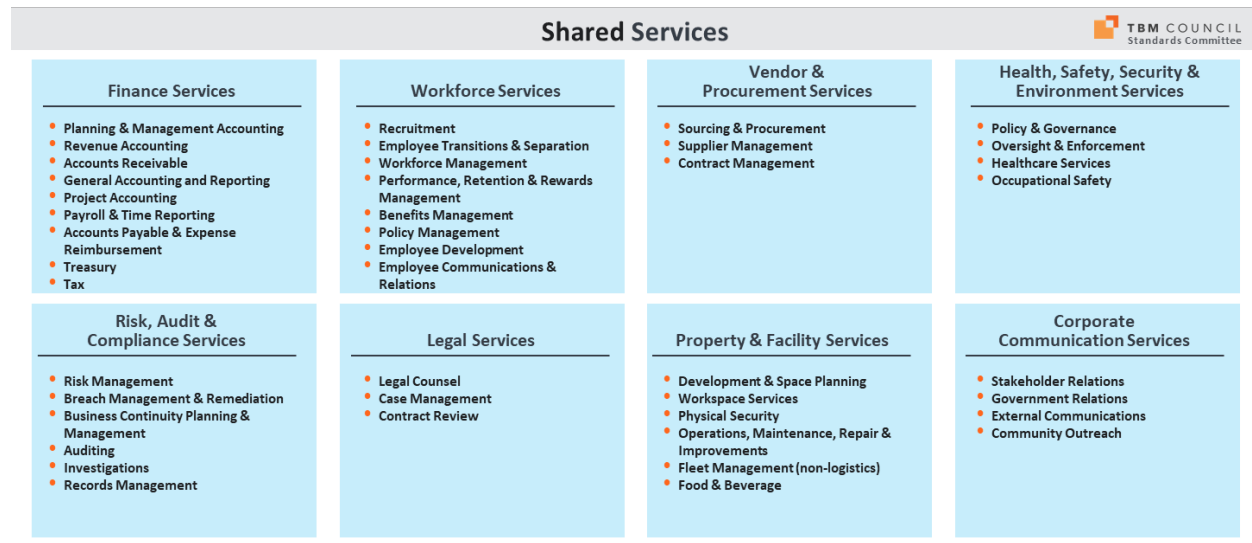 Shared Services
TBM COUNCIL
Standards Committee
Finance Services
• Planning & Management Accounting
• Revenue Accounting
• Accounts Receivable
• General Accounting and Reporting
• Project Accounting
• Payroll & Time Reporting
• Accounts Payable & Expense
Reimbursement
• Treasury
• Tax
Workforce Services
• Recruitment
• Employee Transitions & Separation
• Workforce Management
• Performance, Retention & Rewards
Management
• Benefits Management
• Policy Management
• Employee Development
• Employee Communications &
Relations
Vendor &
Procurement Services
• Sourcing & Procurement
• Supplier Management
• Contract Management
Health, Safety, Security &
Environment Services
• Policy & Governance
• Oversight & Enforcement
• Healthcare Services
• Occupational Safety
Risk, Audit &
Compliance Services
• Risk Management
• Breach Management & Remediation
• Business Continuity Planning &
Management
• Auditing
• Investigations
• Records Management
Legal Services
• Legal Counsel
• Case Management
• Contract Review
Property & Facility Services
• Development & Space Planning
• Workspace Services
• Physical Security
• Operations, Maintenance, Repair &
Improvements
• Fleet Management (non-logistics)
• Food & Beverage
Corporate
Communication Services
• Stakeholder Relations
• Government Relations
• External Communications
• Community Outreach